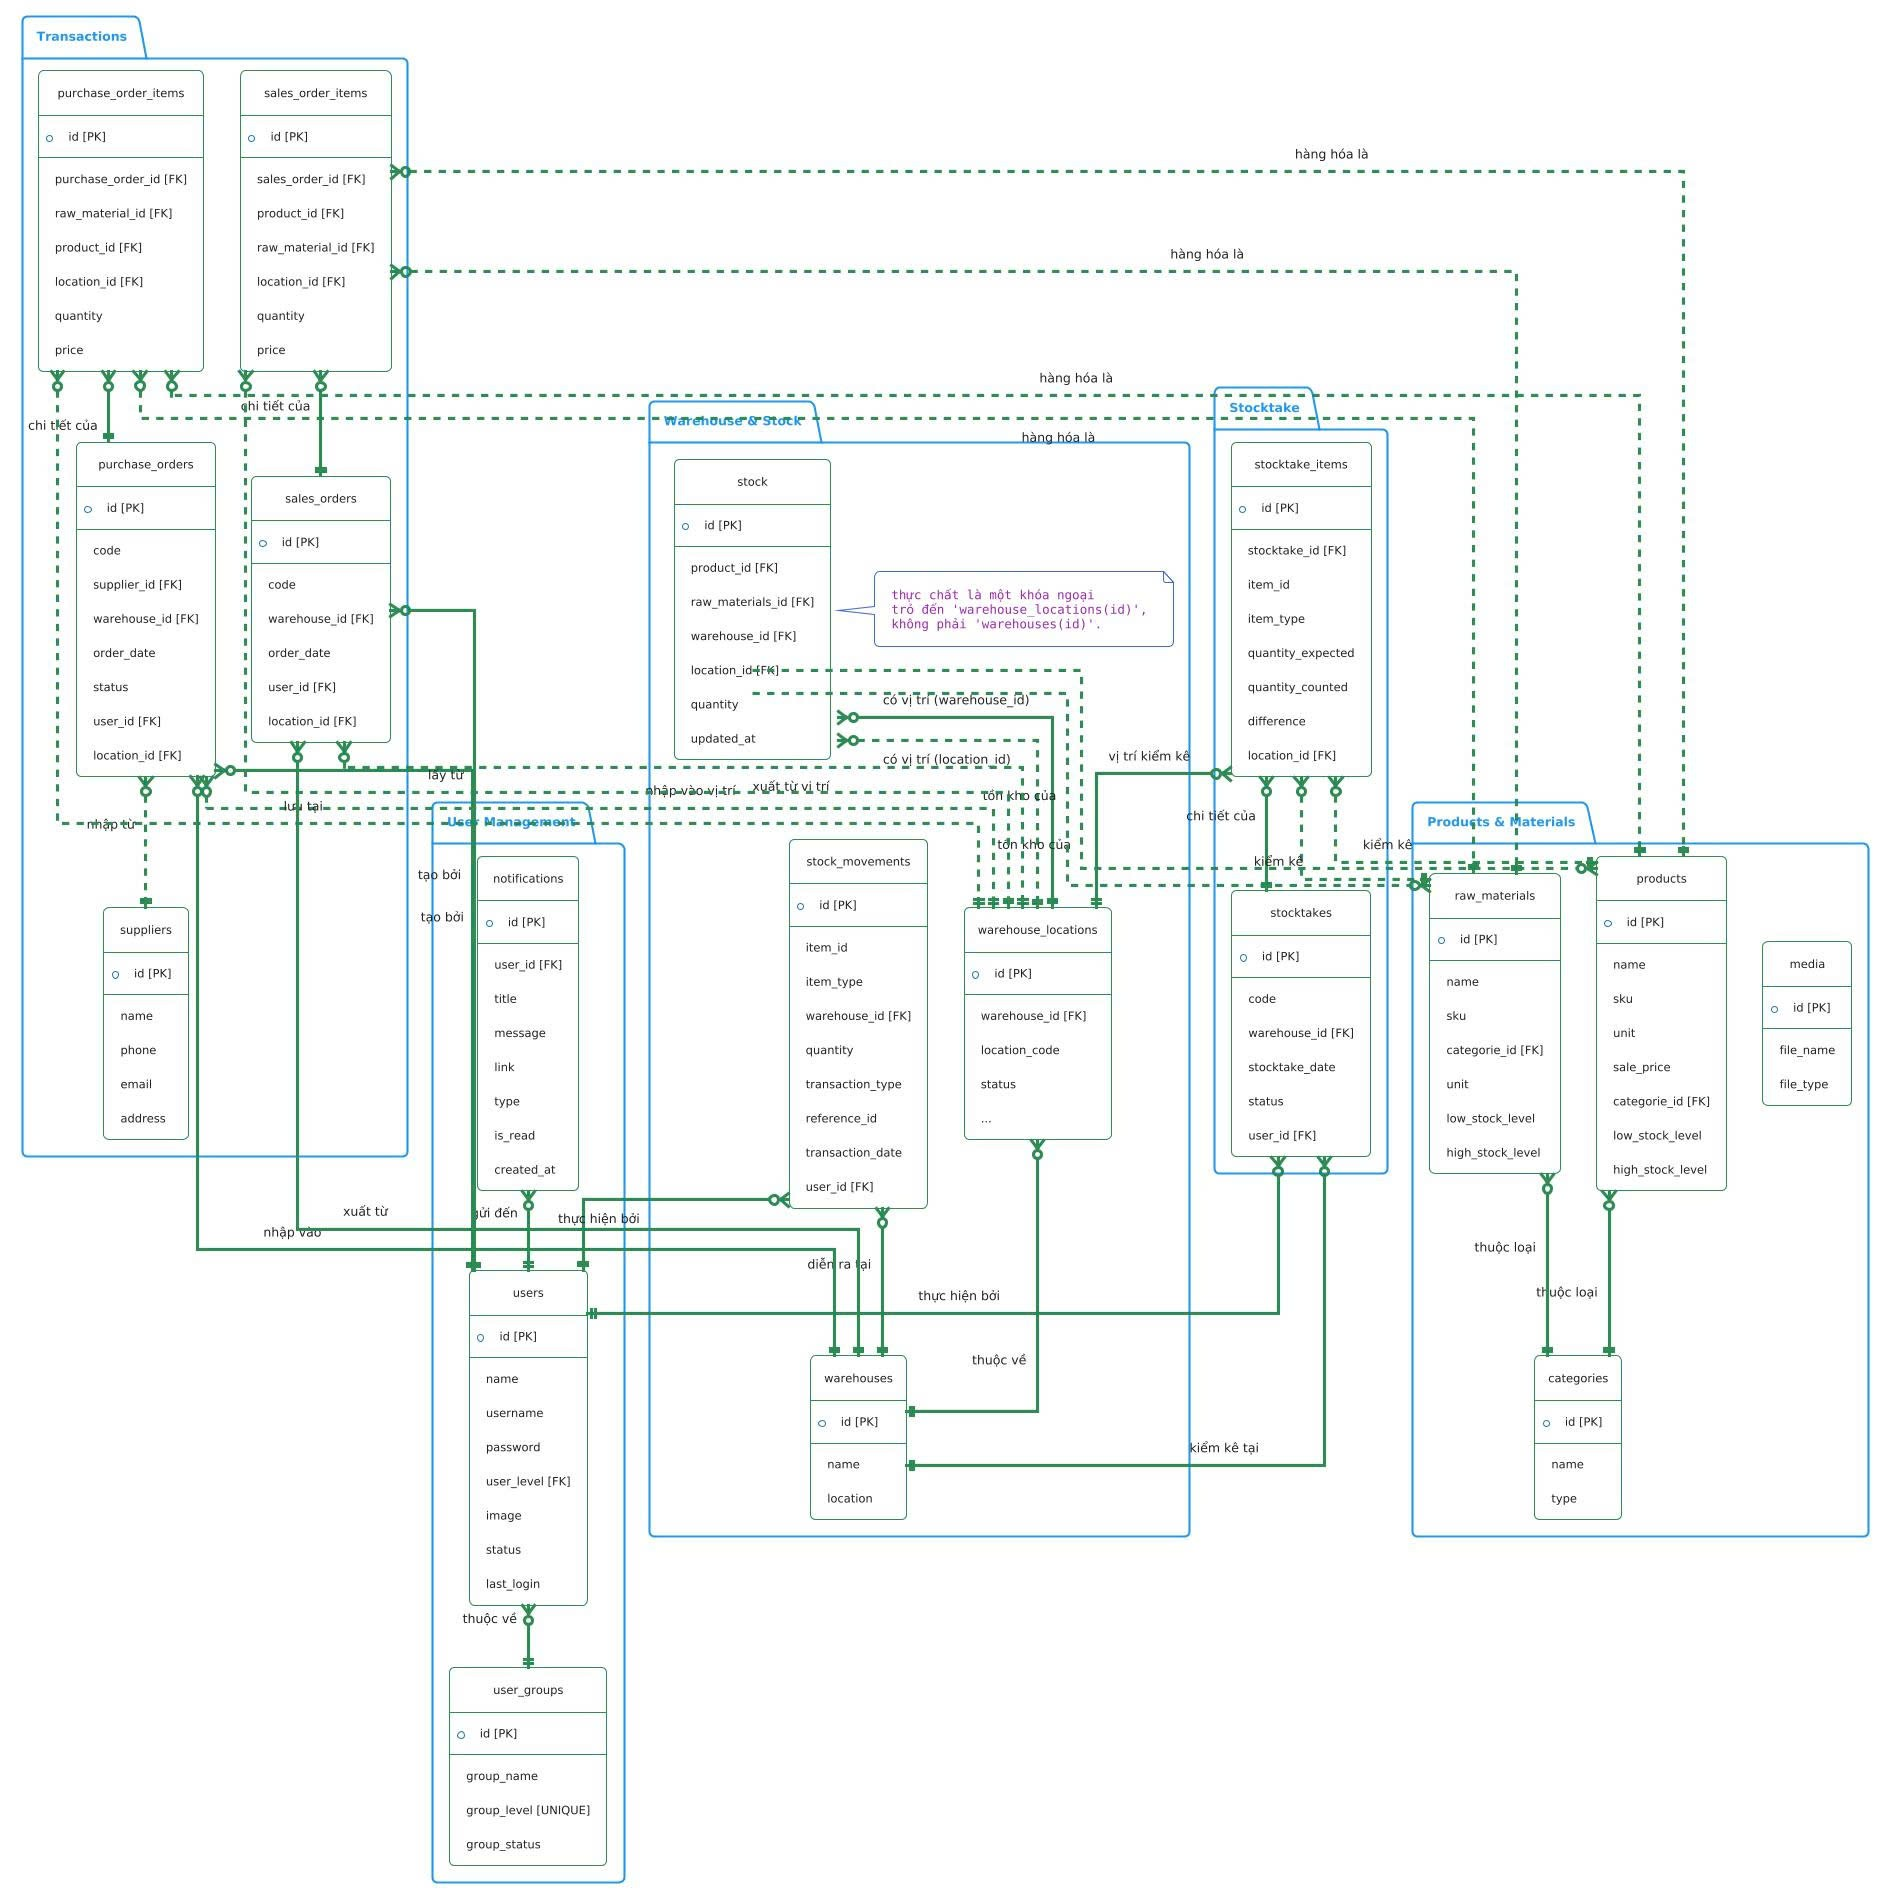 Transactions
purchase_order_items
id [PK]
purchase_order_id [FK]
raw_material_id [FK]
product_id [FK]
location_id [FK]
quantity
price
sales_order_items
id [PK]
sales_order_id [FK]
product_id [FK]
raw_material_id [FK]
location_id [FK]
quantity
price
hàng hóa là
hàng hóa là
hàng hóa là
hàng hóa là
chi tiết của
chi tiết của
purchase_orders
id [PK]
code
supplier_id [FK]
warehouse_id [FK]
order_date
status
user_id [FK]
location_id [FK]
sales_orders
id [PK]
code
warehouse_id [FK]
order_date
user_id [FK]
location_id [FK]
lấy từ
lưu tại
nhập từ
suppliers
id [PK]
name
phone
email
address
Warehouse & Stock
stock
id [PK]
product_id [FK]
raw_materials_id [FK]
warehouse_id [FK]
location_id [FK]
quantity
updated_at
thực chất là một khóa ngoại
trỏ đến 'warehouse_locations(id)',
không phải 'warehouses(id)'.
có vị trí (warehouse_id)
có vị trí (location_id)
nhập vào vị trí
xuất từ vị trí
tồn kho của
tồn kho của
vị trí kiểm kê
stock_movements
id [PK]
item_id
item_type
warehouse_id [FK]
quantity
transaction_type
reference_id
transaction_date
user_id [FK]
warehouse_locations
id [PK]
warehouse_id [FK]
location_code
status
...
Stocktake
stocktake_items
id [PK]
stocktake_id [FK]
item_id
item_type
quantity_expected
quantity_counted
difference
location_id [FK]
chi tiết của
kiểm kê
kiểm kê
stocktakes
id [PK]
code
warehouse_id [FK]
stocktake_date
status
user_id [FK]
Products & Materials
raw_materials
id [PK]
name
sku
categorie_id [FK]
unit
low_stock_level
high_stock_level
products
id [PK]
name
sku
unit
sale_price
categorie_id [FK]
low_stock_level
high_stock_level
media
id [PK]
file_name
file_type
thuộc loại
thuộc loại
categories
id [PK]
name
type
User Management
tạo bởi
tạo bởi
notifications
id [PK]
user_id [FK]
title
message
link
type
is_read
created_at
xuất từ
nhập vào
gửi đến
thực hiện bởi
diễn ra tại
thực hiện bởi
thuộc về
kiểm kê tại
users
id [PK]
name
username
password
user_level [FK]
image
status
last_login
warehouses
id [PK]
name
location
thuộc về
user_groups
id [PK]
group_name
group_level [UNIQUE]
group_status